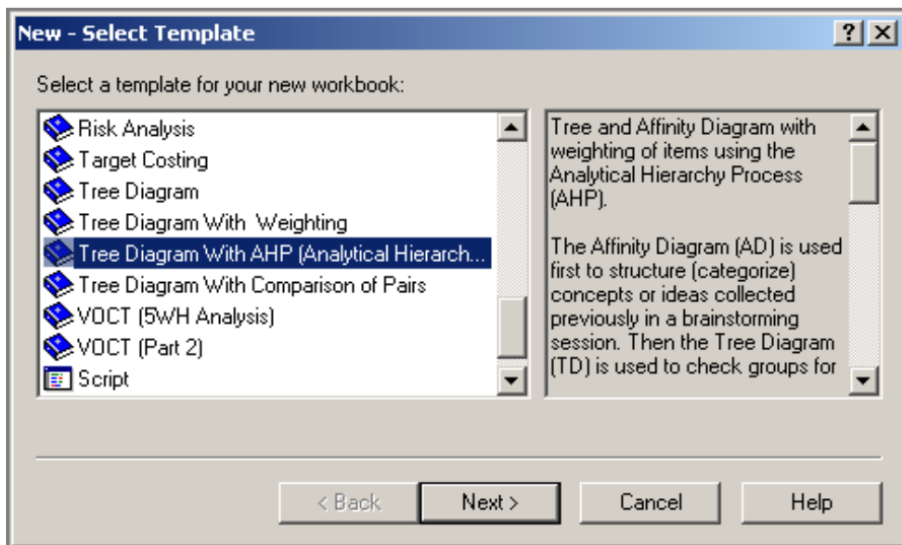 New - Select Template
Select a template for your new workbook:
Risk Analysis
Target Costing
Tree Diagram
Tree Diagram With  Weighting
Tree Diagram With AHP (Analytical Hierarch...
Tree Diagram With Comparison of Pairs
VOCT (5WH Analysis)
VOCT (Part 2)
Script
Tree and Affinity Diagram with
weighting of items using the
Analytical Hierarchy Process
(AHP).
The Affinity Diagram (AD) is used
first to structure (categorize)
concepts or ideas collected
previously in a brainstorming
session. Then the Tree Diagram
(TD) is used to check groups for
< Back
Next >
Cancel
Help